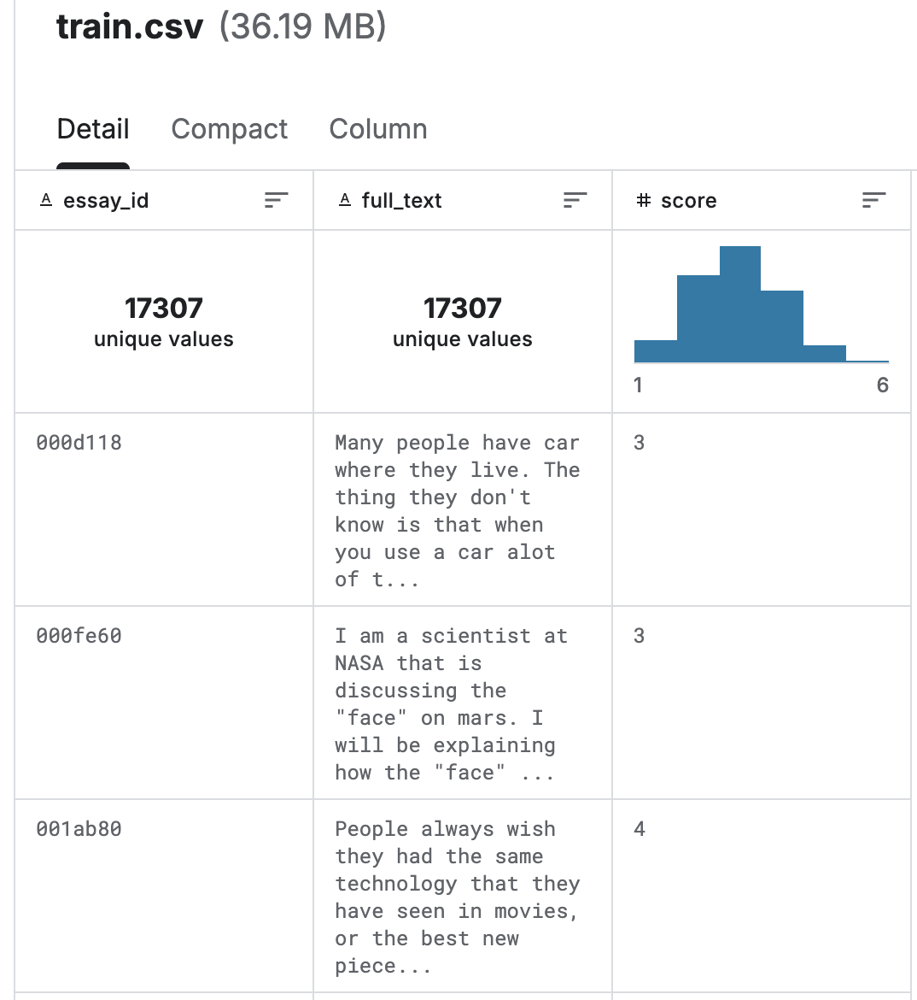 train.csv (36.19 MB)
Detail Compact Column
A essay_id
A full_text
# score
17307
unique values
17307
unique values
1 6
000d118
Many people have car
where they live. The
thing they don't
know is that when
you use a car alot
of t...
3
000fe60
I am a scientist at
NASA that is
discussing the
"face" on mars. I
will be explaining
how the "face" ...
3
001ab80
People always wish
they had the same
technology that they
have seen in movies,
or the best new
piece...
4